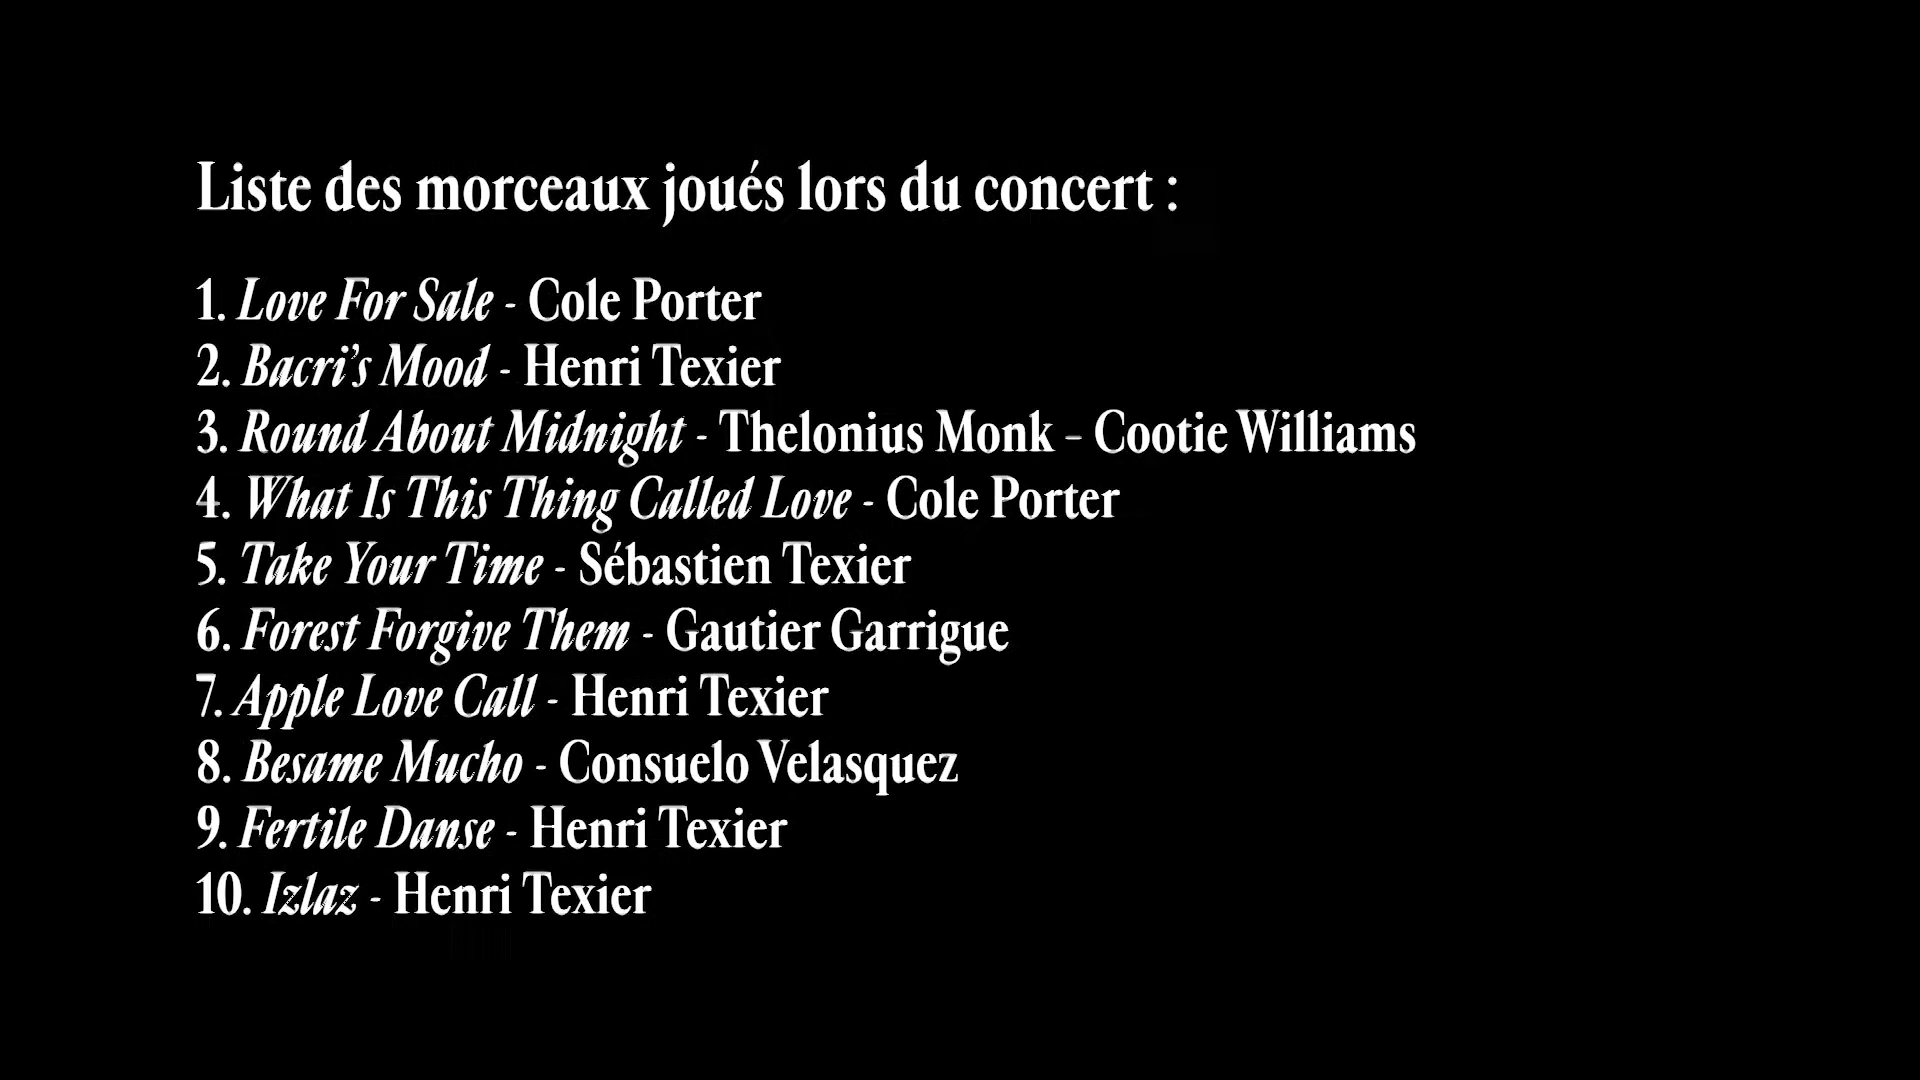 Liste des morceaux joués lors du concert :
1. Love For Sale - Cole Porter
2. Bacri’s Mood - Henri Texier
3. Round About Midnight - Thelonius Monk – Cootie Williams
4. What Is This Thing Called Love - Cole Porter
5. Take Your Time - Sébastien Texier
6. Forest Forgive Them - Gautier Garrigue
7. Apple Love Call - Henri Texier
8. Besame Mucho - Consuelo Velasquez
9. Fertile Danse - Henri Texier
10. Izlaz - Henri Texier